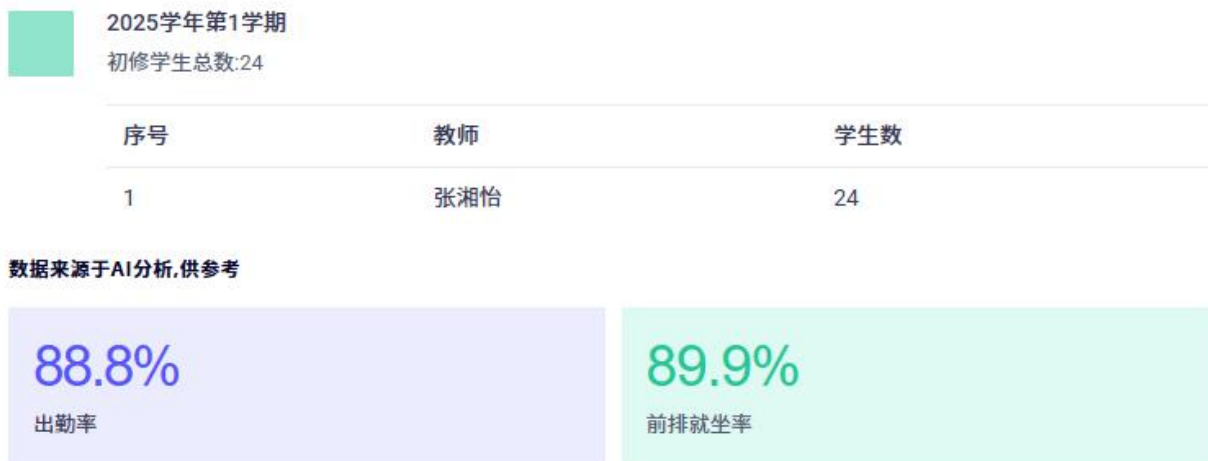 2025学年第1学期
初修学生总数:24
序号 教师 学生数
1 张湘怡 24
数据来源于AI分析,供参考
88.8% 89.9%
出勤率 前排就坐率